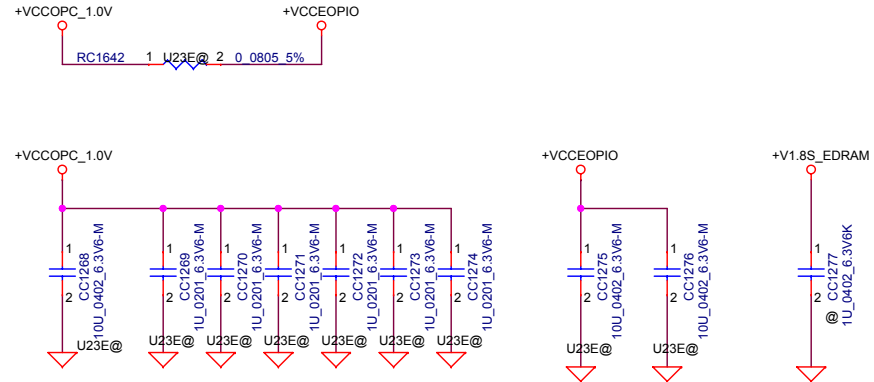 +VCCOPC_1.0V
+VCCEOPIO
RC1642
1
U23E@
2
0_0805_5%
+VCCOPC_1.0V
1
2
CC1268
10U_0402_6.3V6-M
U23E@
1
2
CC1269
1U_0201_6.3V6-M
U23E@
1
2
CC1270
1U_0201_6.3V6-M
U23E@
1
2
CC1271
1U_0201_6.3V6-M
U23E@
1
2
CC1272
1U_0201_6.3V6-M
U23E@
1
2
CC1273
1U_0201_6.3V6-M
U23E@
1
2
CC1274
1U_0201_6.3V6-M
U23E@
+VCCEOPIO
1
2
CC1275
10U_0402_6.3V6-M
U23E@
1
2
CC1276
10U_0402_6.3V6-M
U23E@
+V1.8S_EDRAM
1
2
CC1277
1U_0402_6.3V6K
@